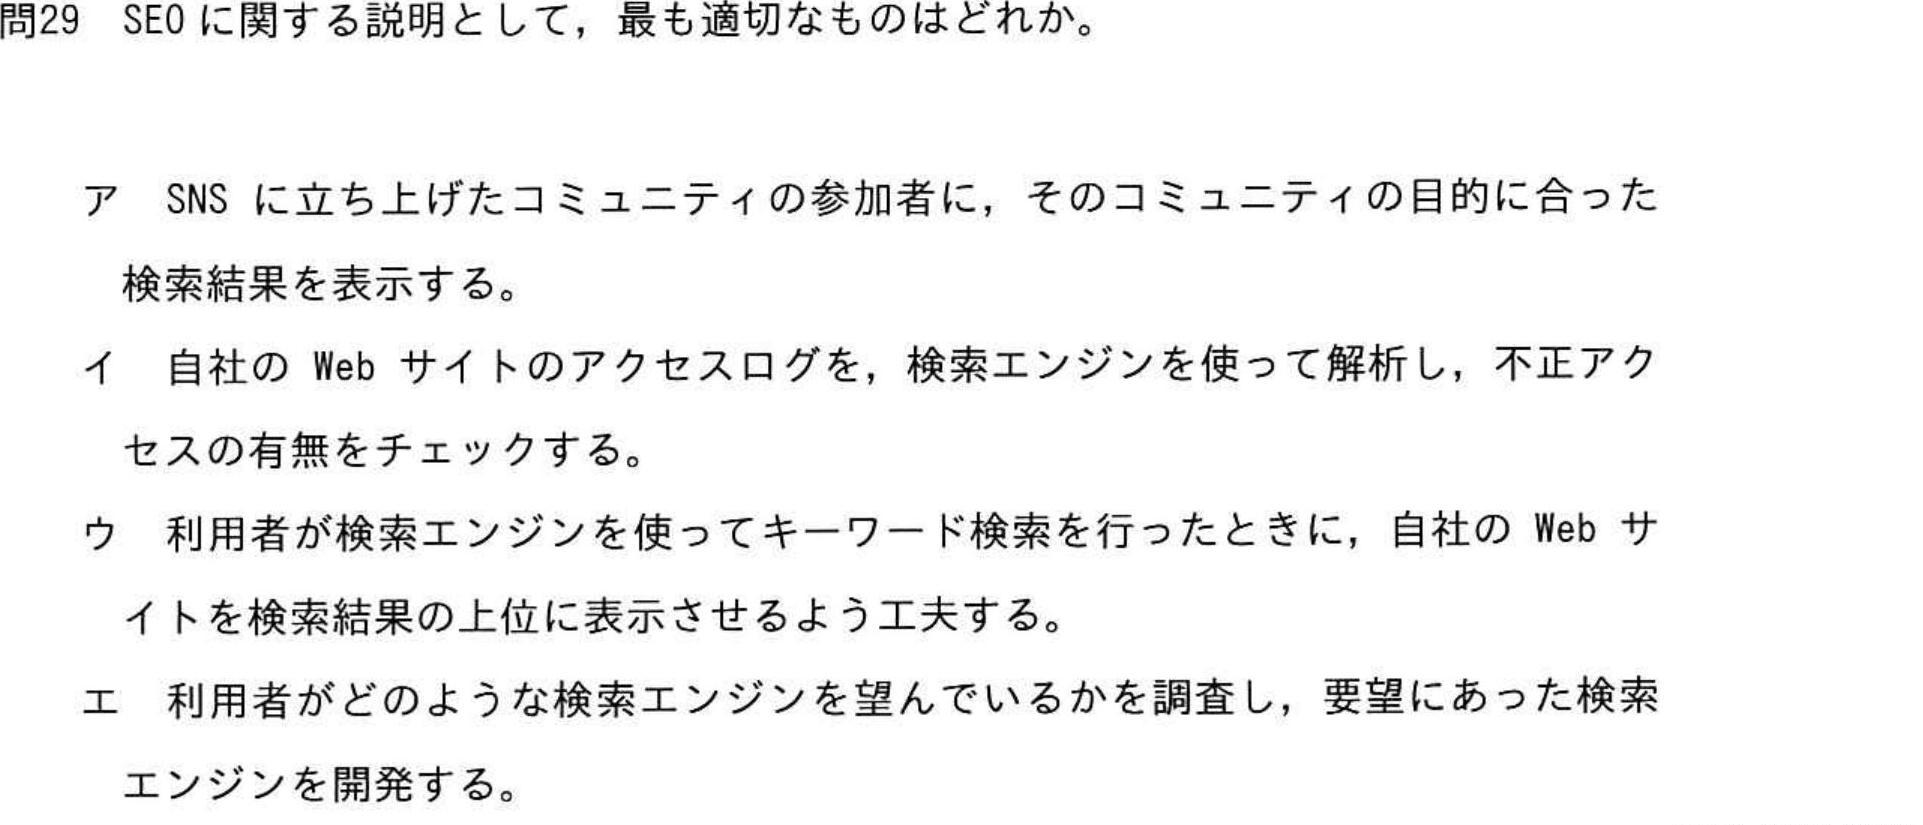 問29 SEO に関する説明として，最も適切なものはどれか。
ア SNS に立ち上げたコミュニティの参加者に，そのコミュニティの目的に合った
検索結果を表示する。
イ 自社の Web サイトのアクセスログを，検索エンジンを使って解析し，不正アク
セスの有無をチェックする。
ウ 利用者が検索エンジンを使ってキーワード検索を行ったときに，自社の Web サ
イトを検索結果の上位に表示させるよう工夫する。
エ 利用者がどのような検索エンジンを望んでいるかを調査し，要望にあった検索
エンジンを開発する。